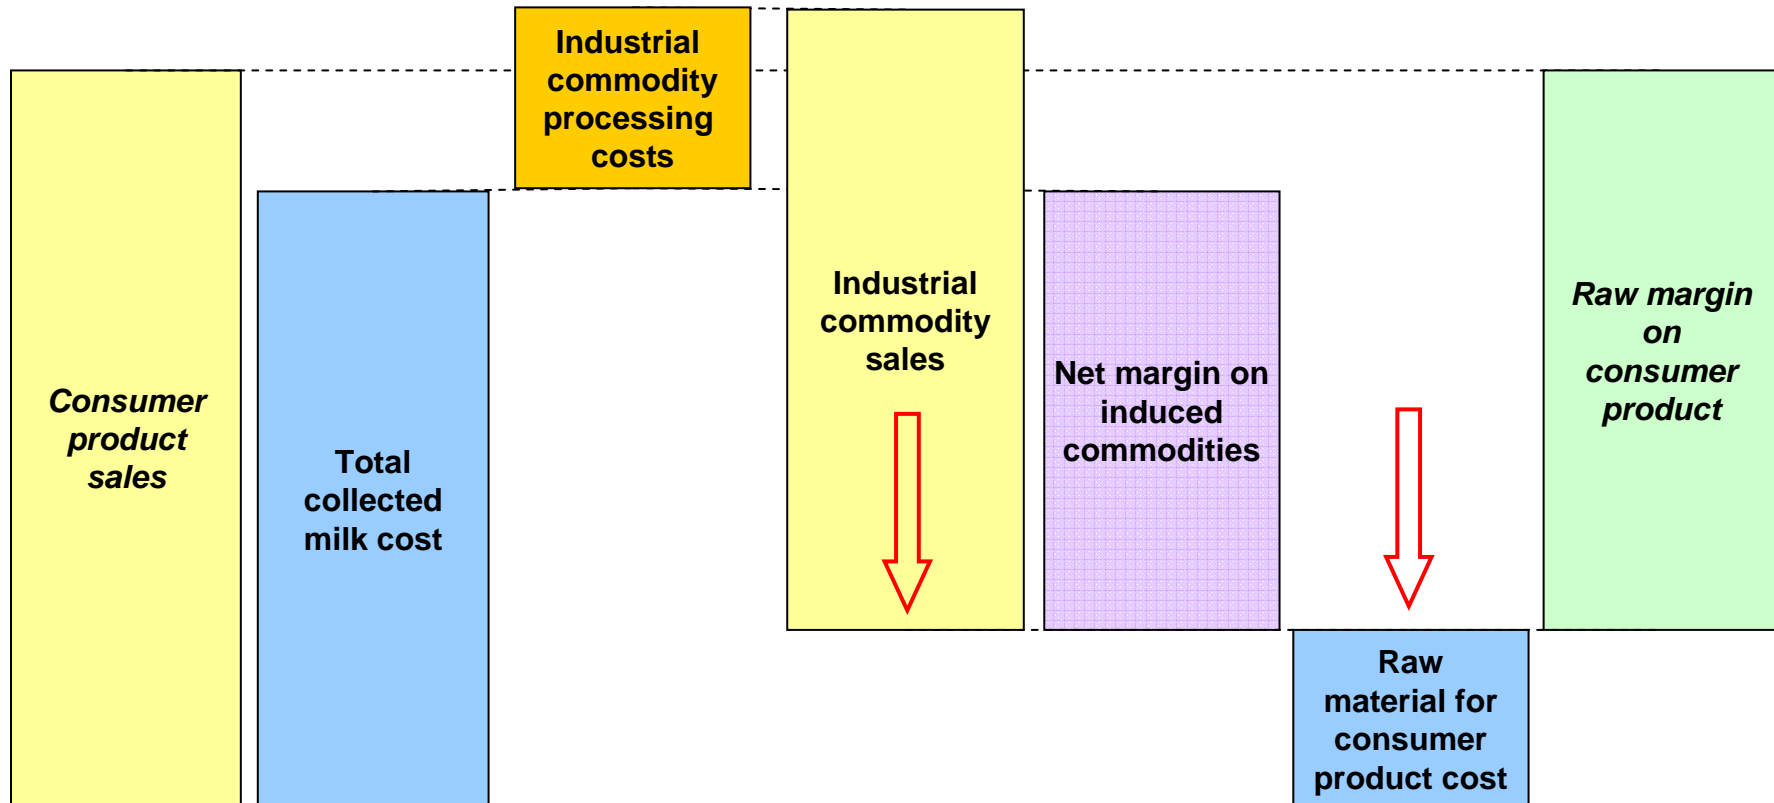 Consumer
product
sales
Total
collected
milk cost
Industrial
commodity
processing
costs
Industrial
commodity
sales
Net margin on
induced
commodities
Raw
material for
consumer
product cost
Raw margin
on
consumer
product